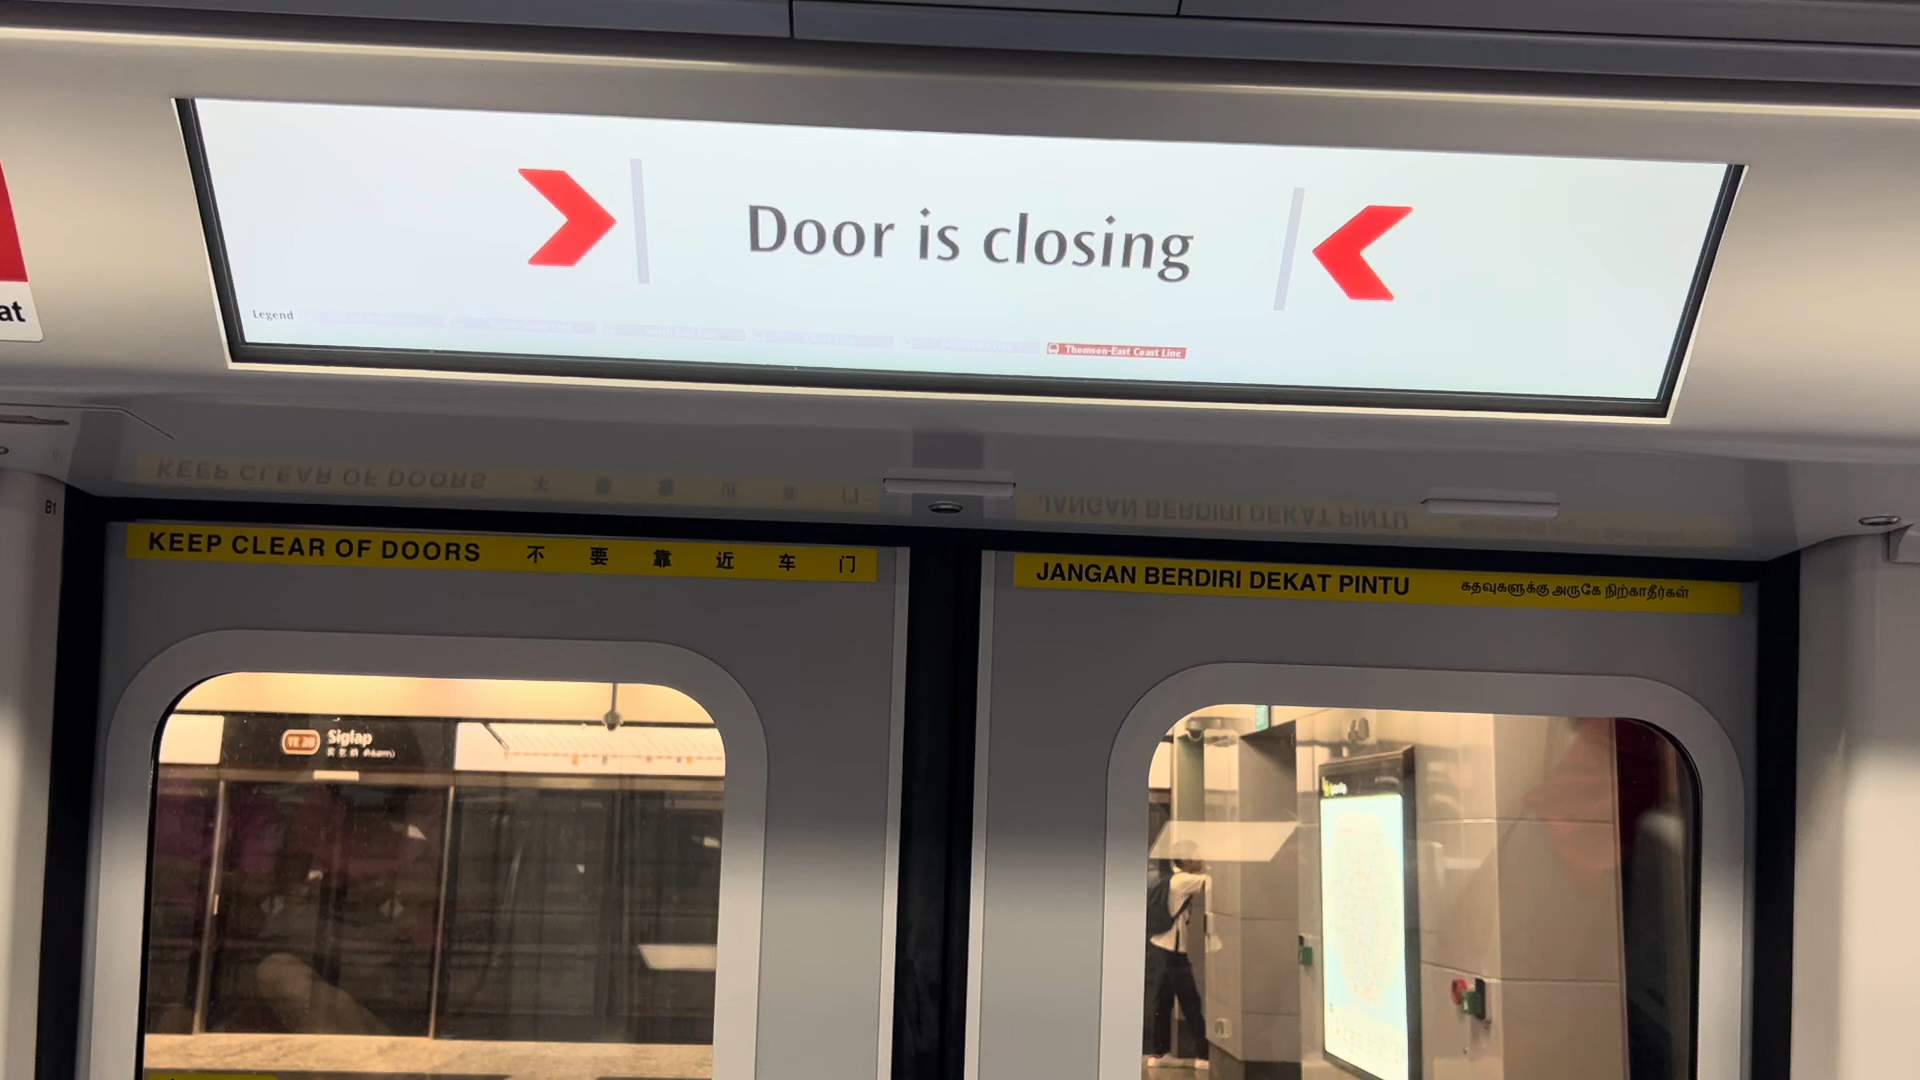 at
Door is closing
Legend
Thomson-East Coast Line
B1
KEEP CLEAR OF DOORS 不要靠近车门
JANGAN BERDIRI DEKAT PINTU கதவுகளுக்கு அருகே நிற்காதீர்கள்
Siglap